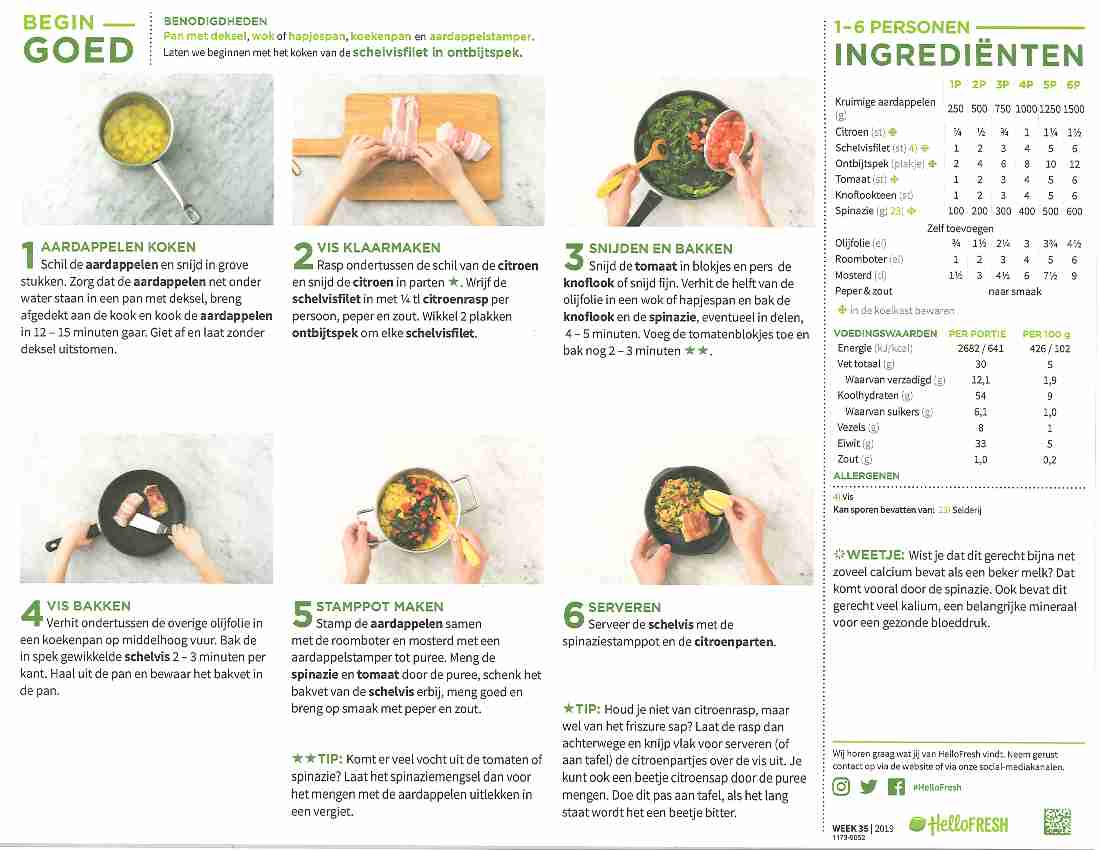 BEGIN
GOED
BENODIGDHEDEN
Pan met deksel, wok of hapjespan, koekenpan en aardappelstamper.
Laten we beginnen met het koken van de schelvisfilet in ontbijtspek.
1 AARDAPPELEN KOKEN
Schil de aardappelen en snijd in grove
stukken. Zorg dat de aardappelen net onder
water staan in een pan met deksel, breng
afgedekt aan de kook en kook de aardappelen
in 12 – 15 minuten gaar. Giet af en laat zonder
deksel uitstomen.
2 VIS KLAARMAKEN
Rasp ondertussen de schil van de citroen
en snijd de citroen in parten ★. Wrijf de
schelvisfilet in met ¼ tl citroenrasp per
persoon, peper en zout. Wikkel 2 plakken
ontbijtspek om elke schelvisfilet.
3 SNIJDEN EN BAKKEN
Snijd de tomaat in blokjes en pers de
knoflook of snijd fijn. Verhit de helft van de
olijfolie in een wok of hapjespan en bak de
knoflook en de spinazie, eventueel in delen,
4 – 5 minuten. Voeg de tomatenblokjes toe en
bak nog 2 – 3 minuten ★★.
4 VIS BAKKEN
Verhit ondertussen de overige olijfolie in
een koekenpan op middelhoog vuur. Bak de
in spek gewikkelde schelvis 2 – 3 minuten per
kant. Haal uit de pan en bewaar het bakvet in
de pan.
5 STAMPPOT MAKEN
Stamp de aardappelen samen
met de roomboter en mosterd met een
aardappelstamper tot puree. Meng de
spinazie en tomaat door de puree, schenk het
bakvet van de schelvis erbij, meng goed en
breng op smaak met peper en zout.
★★TIP: Komt er veel vocht uit de tomaten of
spinazie? Laat het spinaziemengsel dan voor
het mengen met de aardappelen uitlekken in
een vergiet.
6 SERVEREN
Serveer de schelvis met de
spinaziestamppot en de citroenparten.
★TIP: Houd je niet van citroenrasp, maar
wel van het friszure sap? Laat de rasp dan
achterwege en knijp vlak voor serveren (of
aan tafel) de citroenpartjes over de vis uit. Je
kunt ook een beetje citroensap door de puree
mengen. Doe dit pas aan tafel, als het lang
staat wordt het een beetje bitter.
1–6 PERSONEN
INGREDIËNTEN
1P 2P 3P 4P 5P 6P
Kruimige aardappelen
(g) 250 500 750 1000 1250 1500
Citroen (st) ¼ ½ ¾ 1 1¼ 1½
Schelvisfilet (st) 4) 1 2 3 4 5 6
Ontbijtspek (plakje) 2 4 6 8 10 12
Tomaat (st) 1 2 3 4 5 6
Knoflookteen (st) 1 2 3 4 5 6
Spinazie (g) 23) 100 200 300 400 500 600
Zelf toevoegen
Olijfolie (el) ¾ 1½ 2¼ 3 3¾ 4½
Roomboter (el) 1 2 3 4 5 6
Mosterd (tl) 1½ 3 4½ 6 7½ 9
Peper & zout naar smaak
in de koelkast bewaren
VOEDINGSWAARDEN PER PORTIE PER 100 g
Energie (kJ/kcal) 2682 / 641 426 / 102
Vet totaal (g) 30 5
Waarvan verzadigd (g) 12,1 1,9
Koolhydraten (g) 54 9
Waarvan suikers (g) 6,1 1,0
Vezels (g) 8 1
Eiwit (g) 33 5
Zout (g) 1,0 0,2
ALLERGENEN
4) Vis
Kan sporen bevatten van: 23) Selderij
WEETJE: Wist je dat dit gerecht bijna net
zoveel calcium bevat als een beker melk? Dat
komt vooral door de spinazie. Ook bevat dit
gerecht veel kalium, een belangrijke mineraal
voor een gezonde bloeddruk.
Wij horen graag wat jij van HelloFresh vindt. Neem gerust
contact op via de website of via onze social-mediakanalen.
#HelloFresh
WEEK 35 | 2019
1173-6052
HelloFRESH